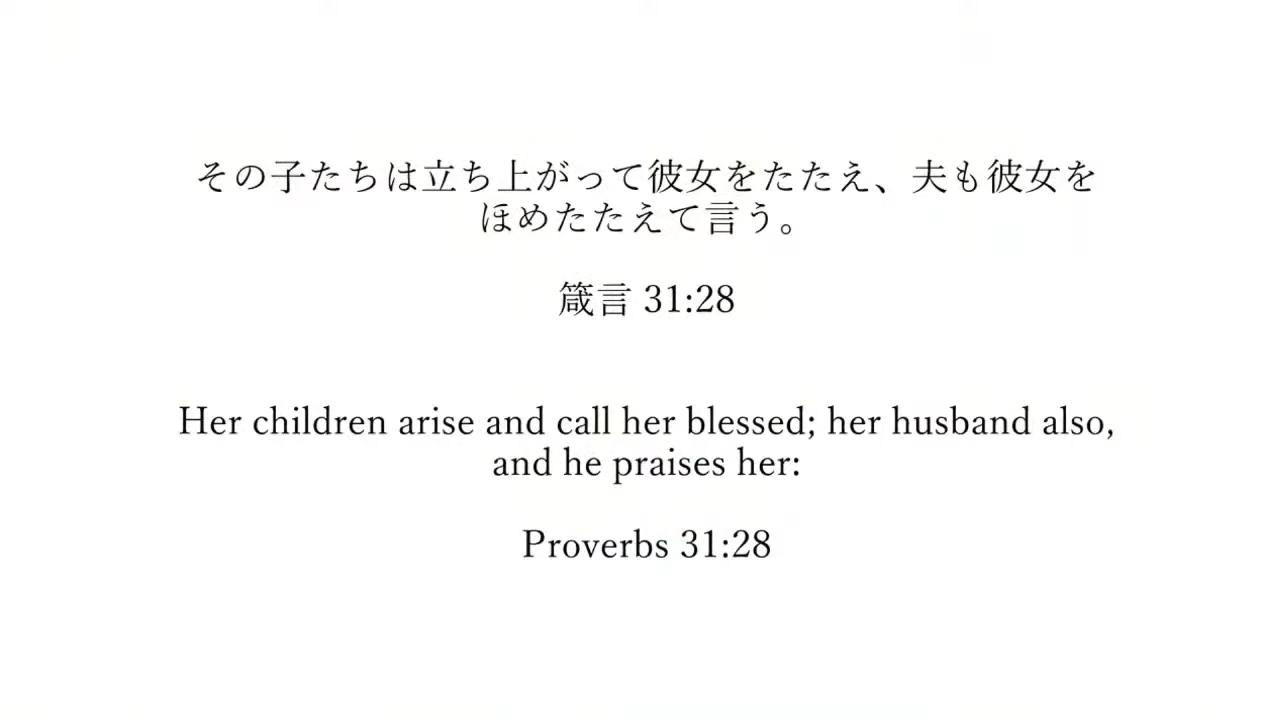 その子たちは立ち上がって彼女をたたえ、夫も彼女を
ほめたたえて言う。
箴言 31:28
Her children arise and call her blessed; her husband also,
and he praises her:
Proverbs 31:28